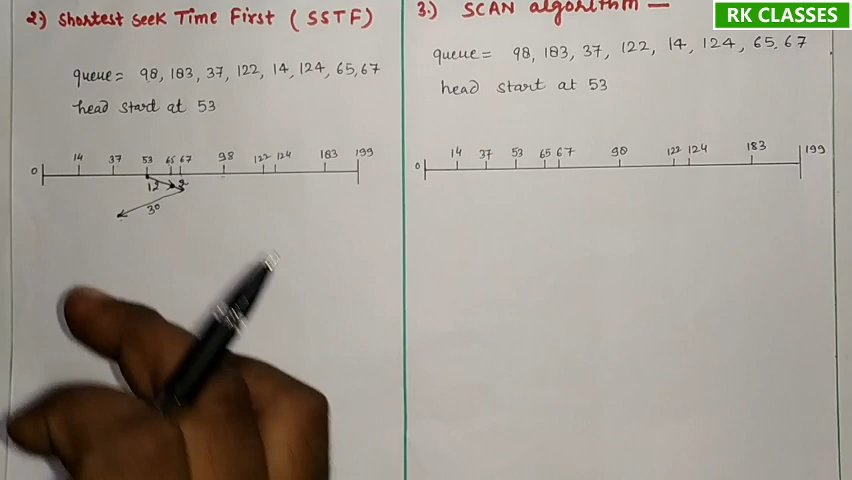 2) Shortest Seek Time First ( SSTF )
queue = 98, 183, 37, 122, 14, 124, 65, 67
head start at 53
0 14 37 53 65 67 98 122 124 183 199
12 2
30
3.) SCAN algorithm —
RK CLASSES
queue = 98, 183, 37, 122, 14, 124, 65, 67
head start at 53
0 14 37 53 65 67 98 122 124 183 199